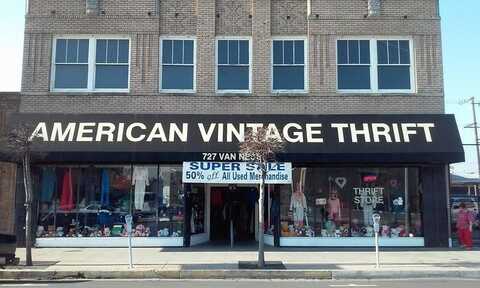 AMERICAN VINTAGE THRIFT
727 VAN NESS
SUPER SALE
50% off All Used Merchandise
THRIFT
STORE